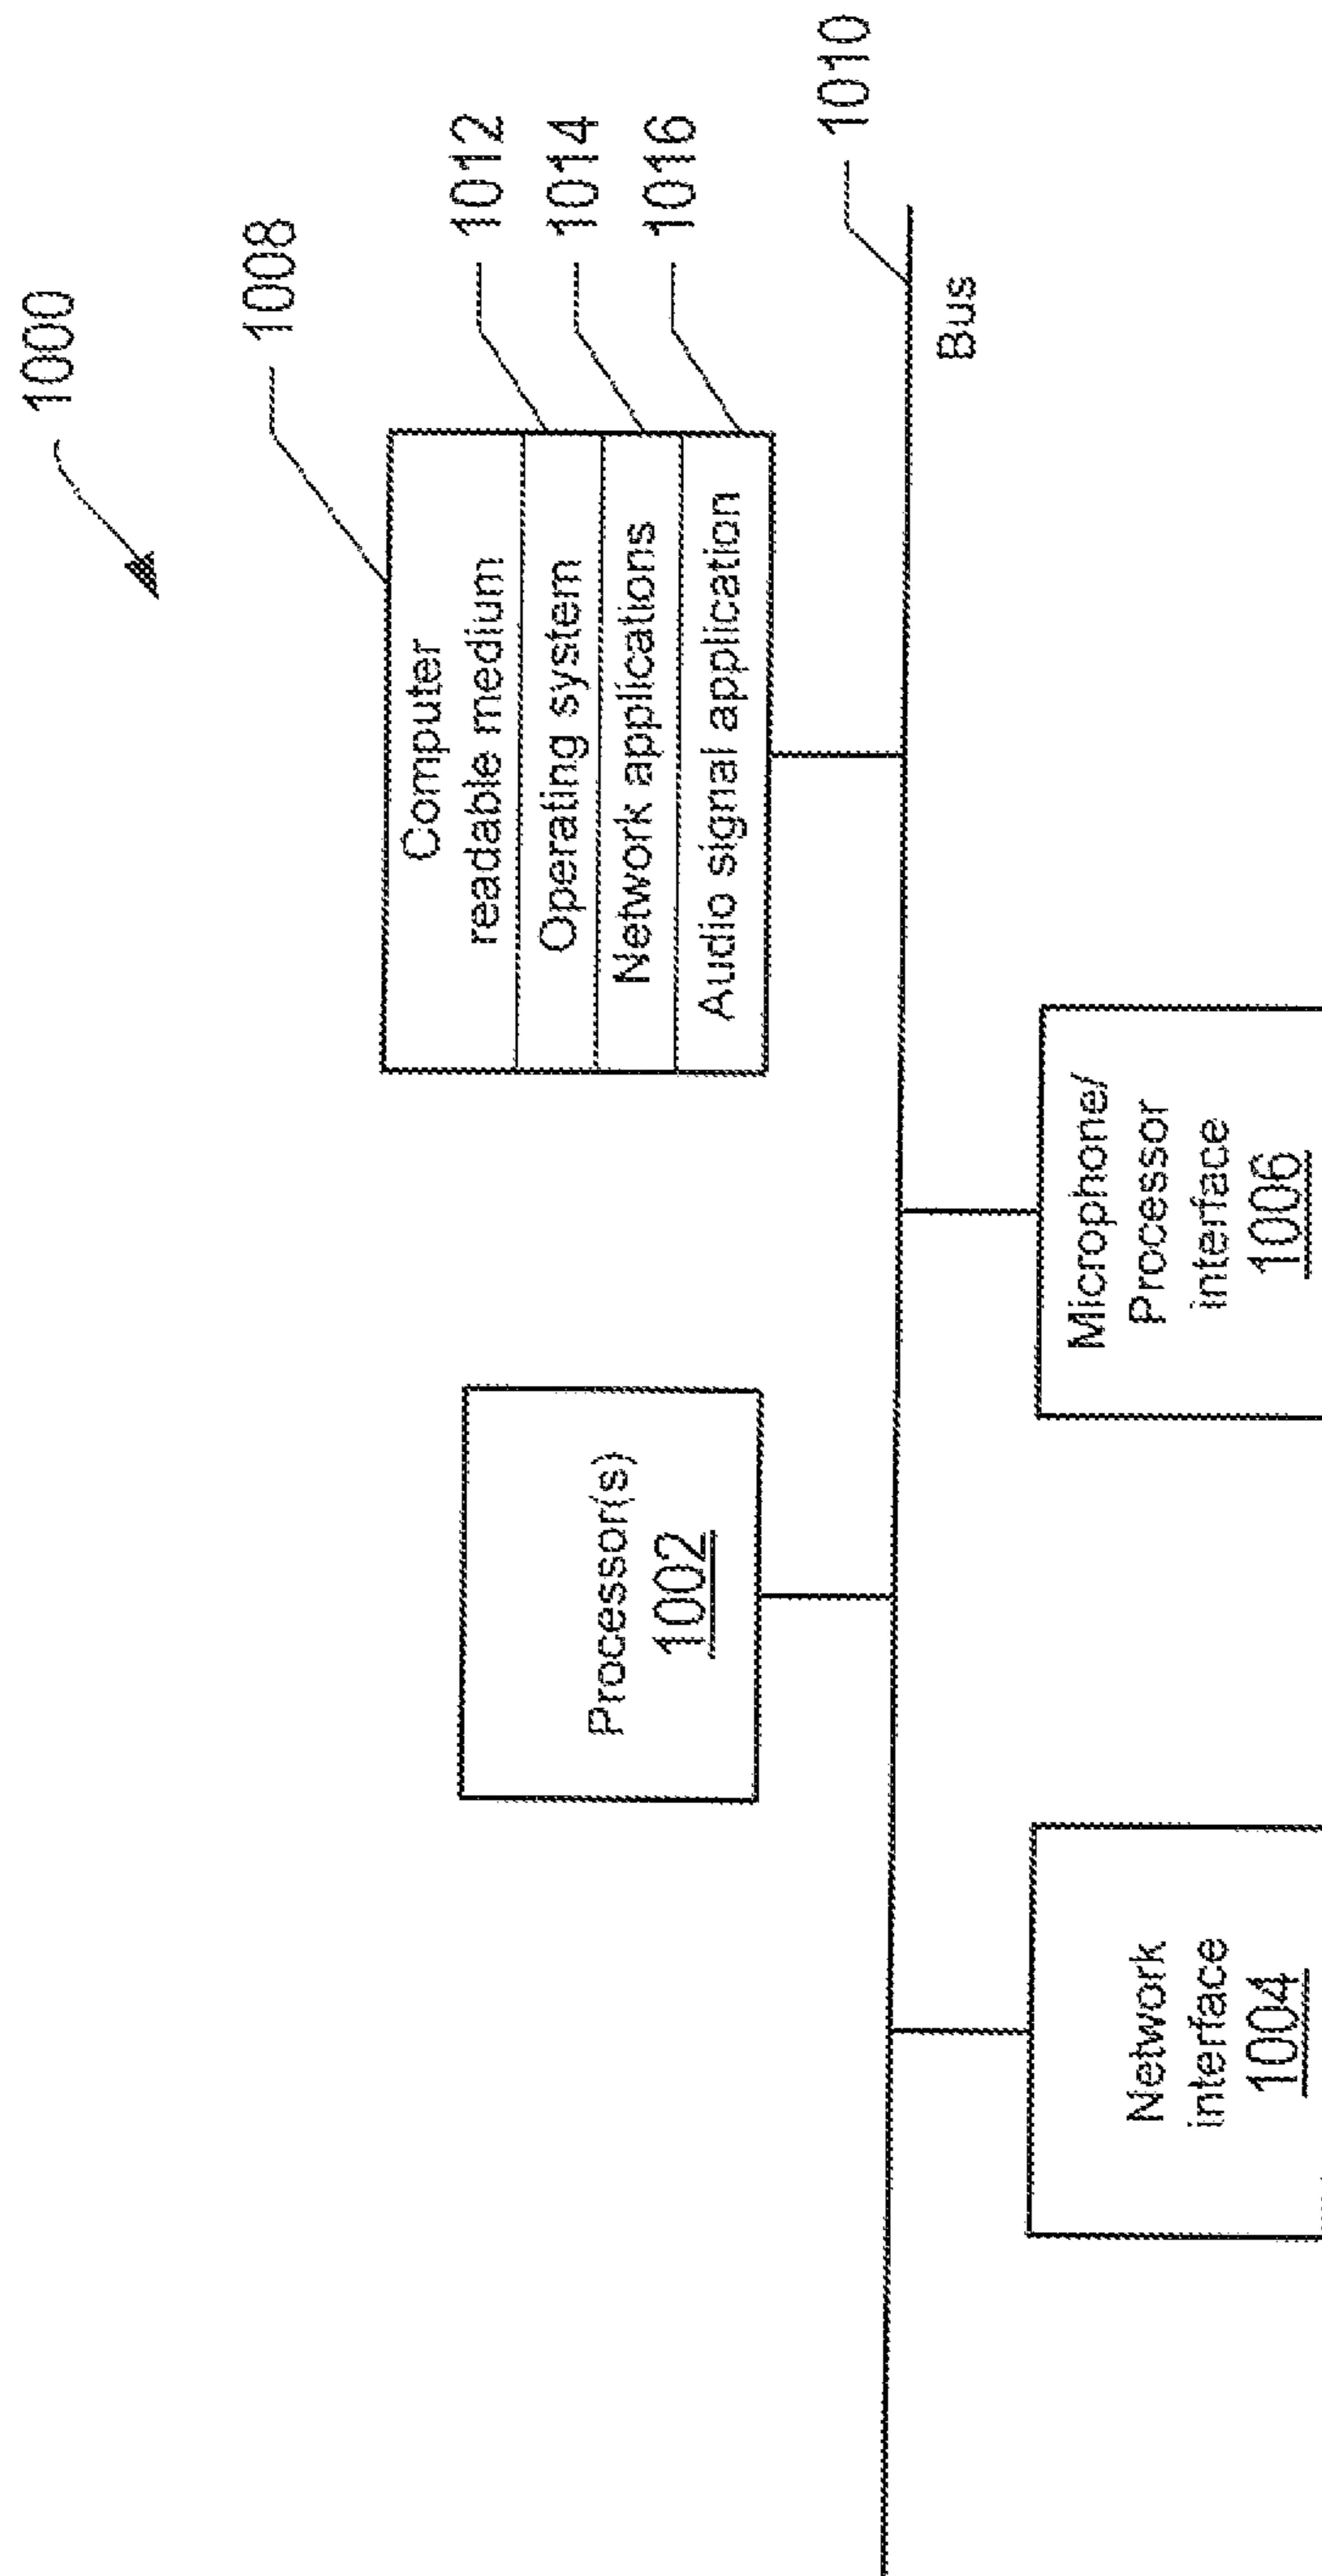 1000
1008
Computer
readable medium
Operating system
1012
Network applications
1014
Audio signal application
1016
Processor(s)
1002
1010
Bus
Network
interface
1004
Microphone/
Processor
interface
1006